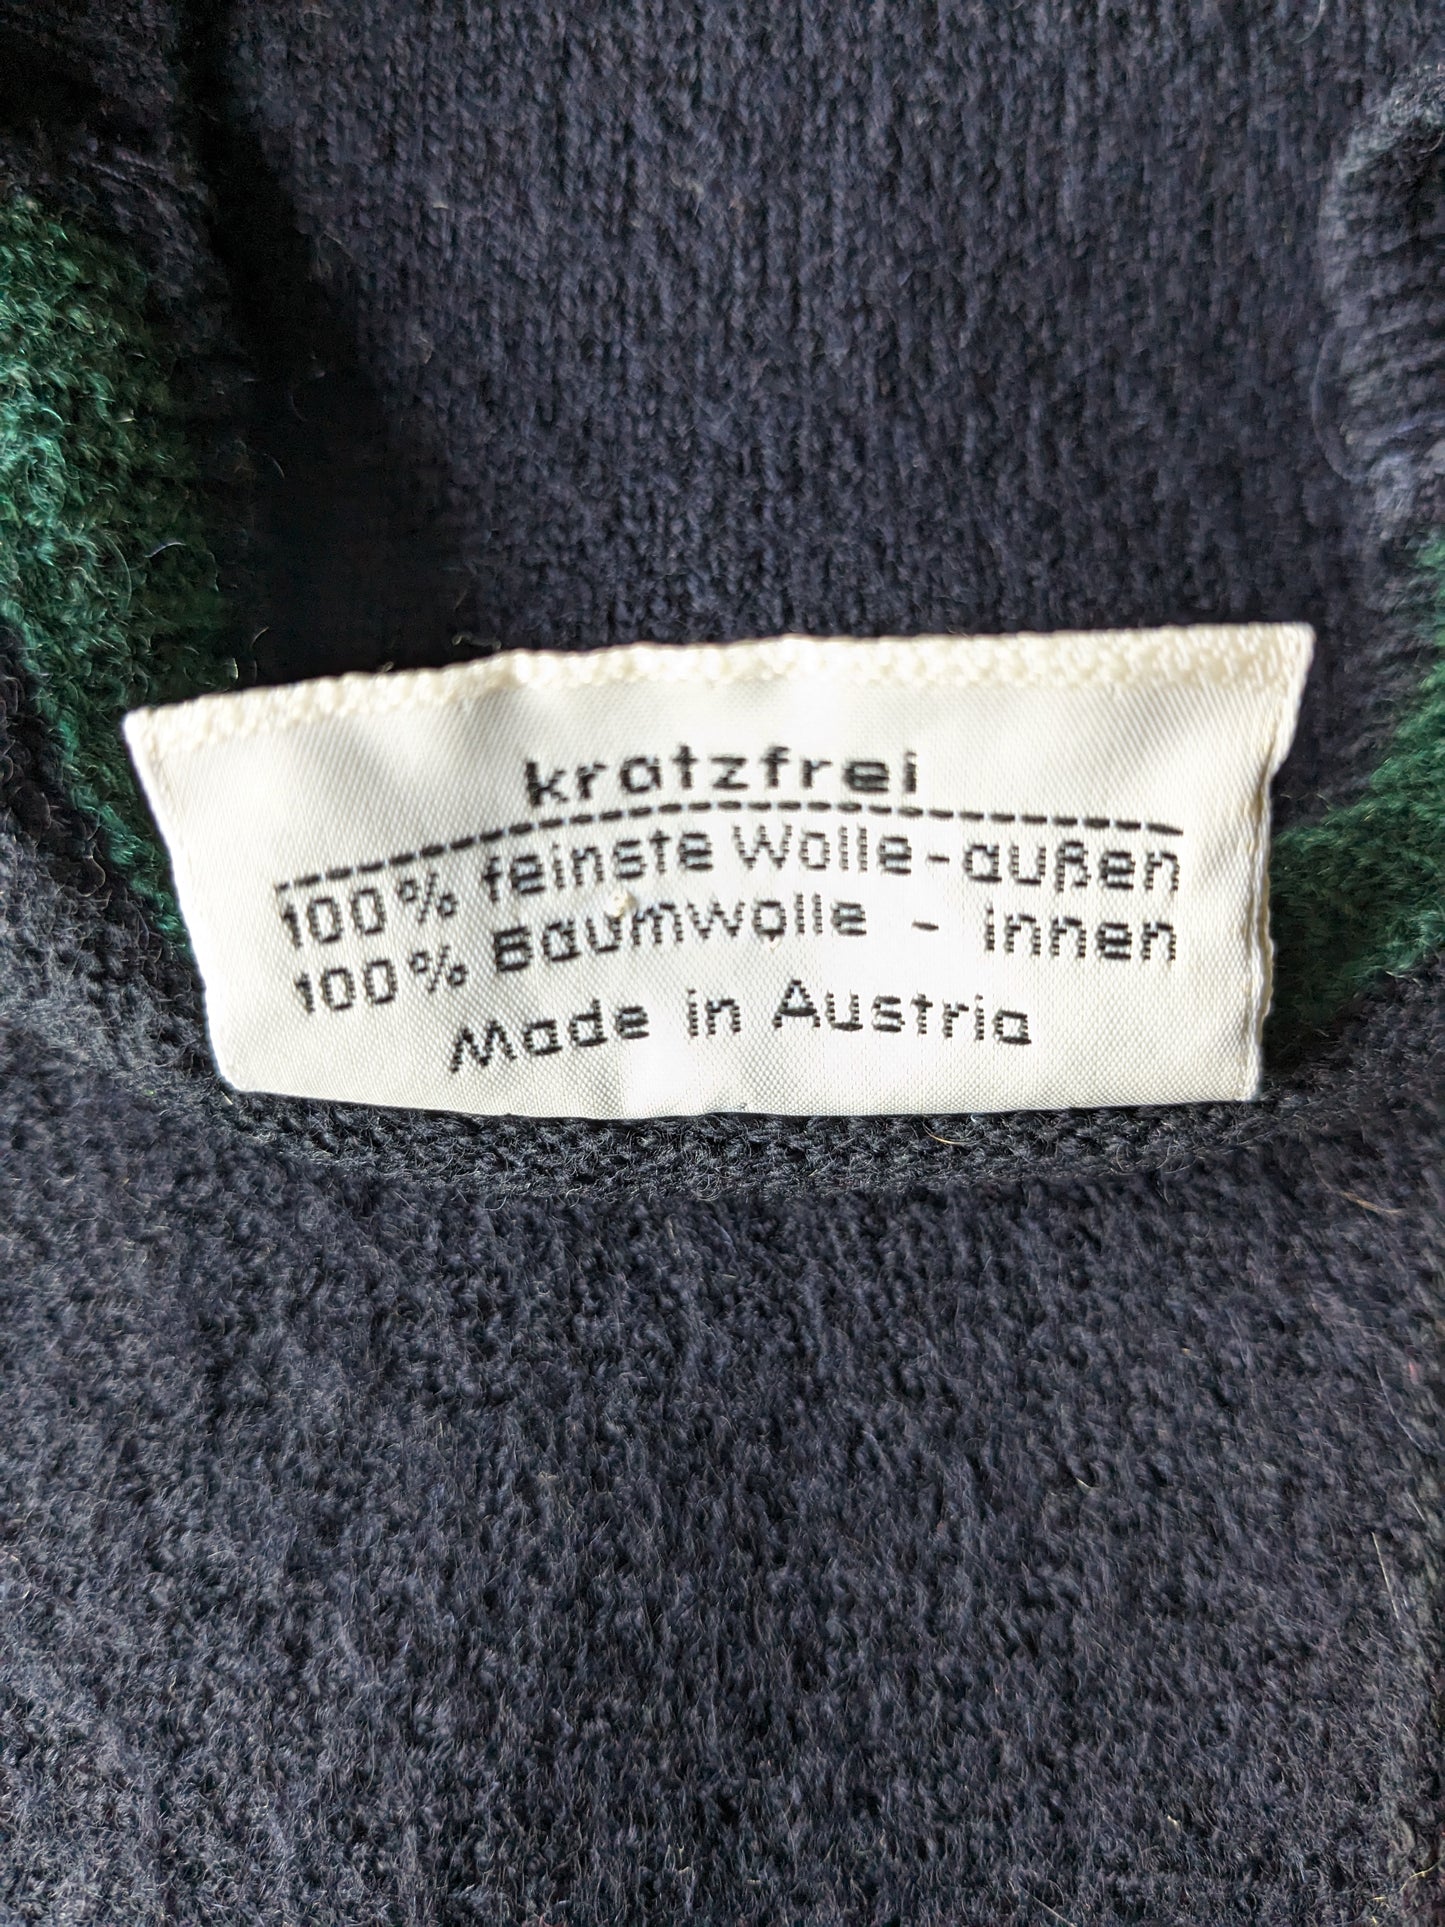 kratzfrei
100% feinste Wolle-außen
100% Baumwolle - innen
Made in Austria